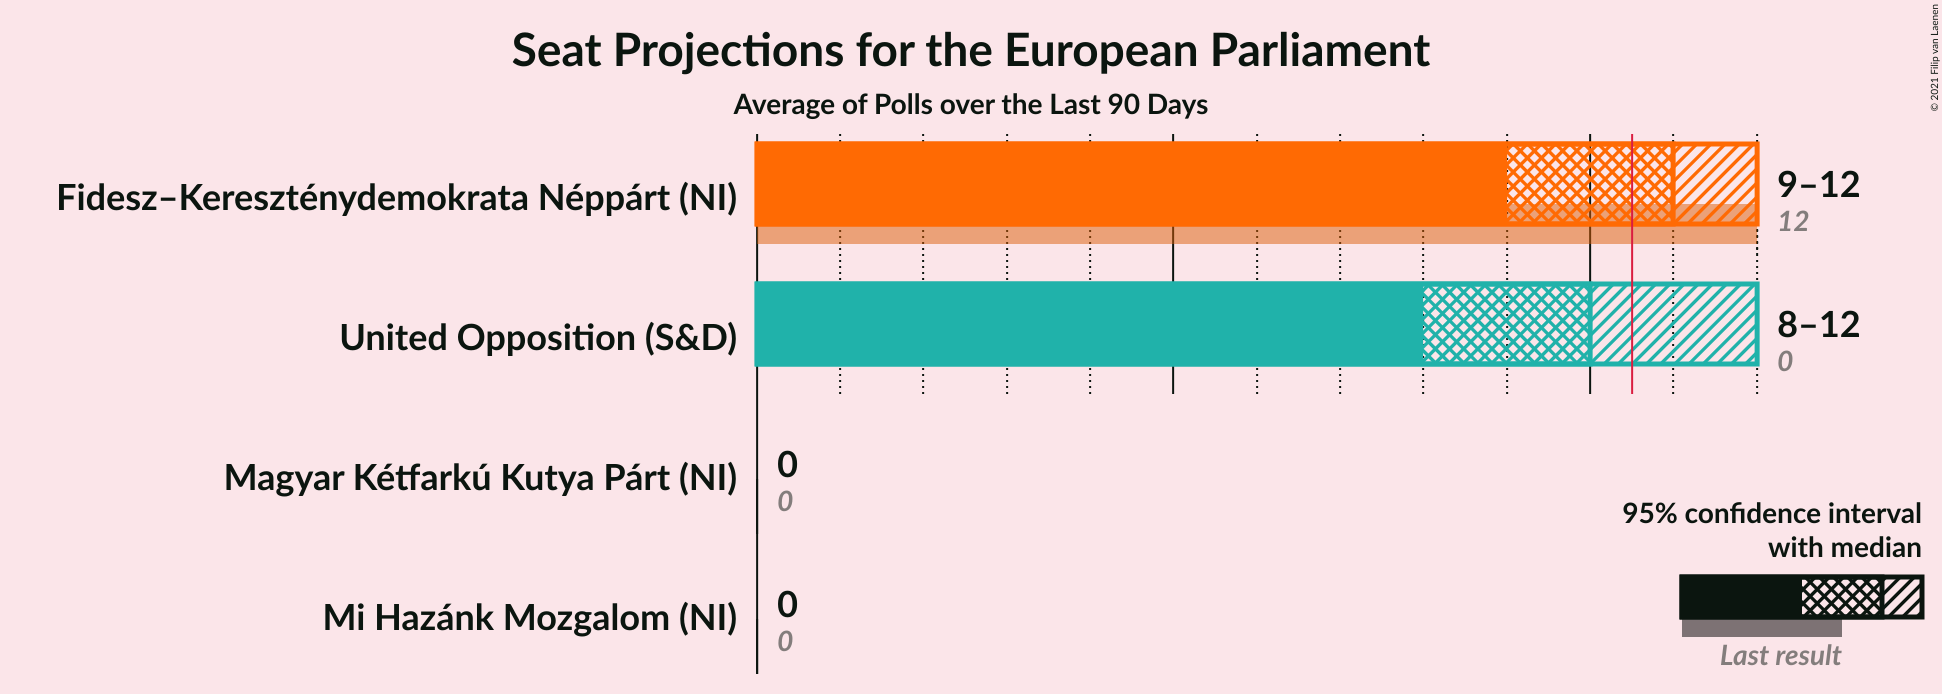 Seat Projections for the European Parliament
Average of Polls over the Last 90 Days
Fidesz–Kereszténydemokrata Néppárt (NI)
9–12
12
United Opposition (S&D)
8–12
0
Magyar Kétfarkú Kutya Párt (NI)
0
0
Mi Hazánk Mozgalom (NI)
0
0
95% confidence interval
with median
Last result
© 2021 Filip van Laenen